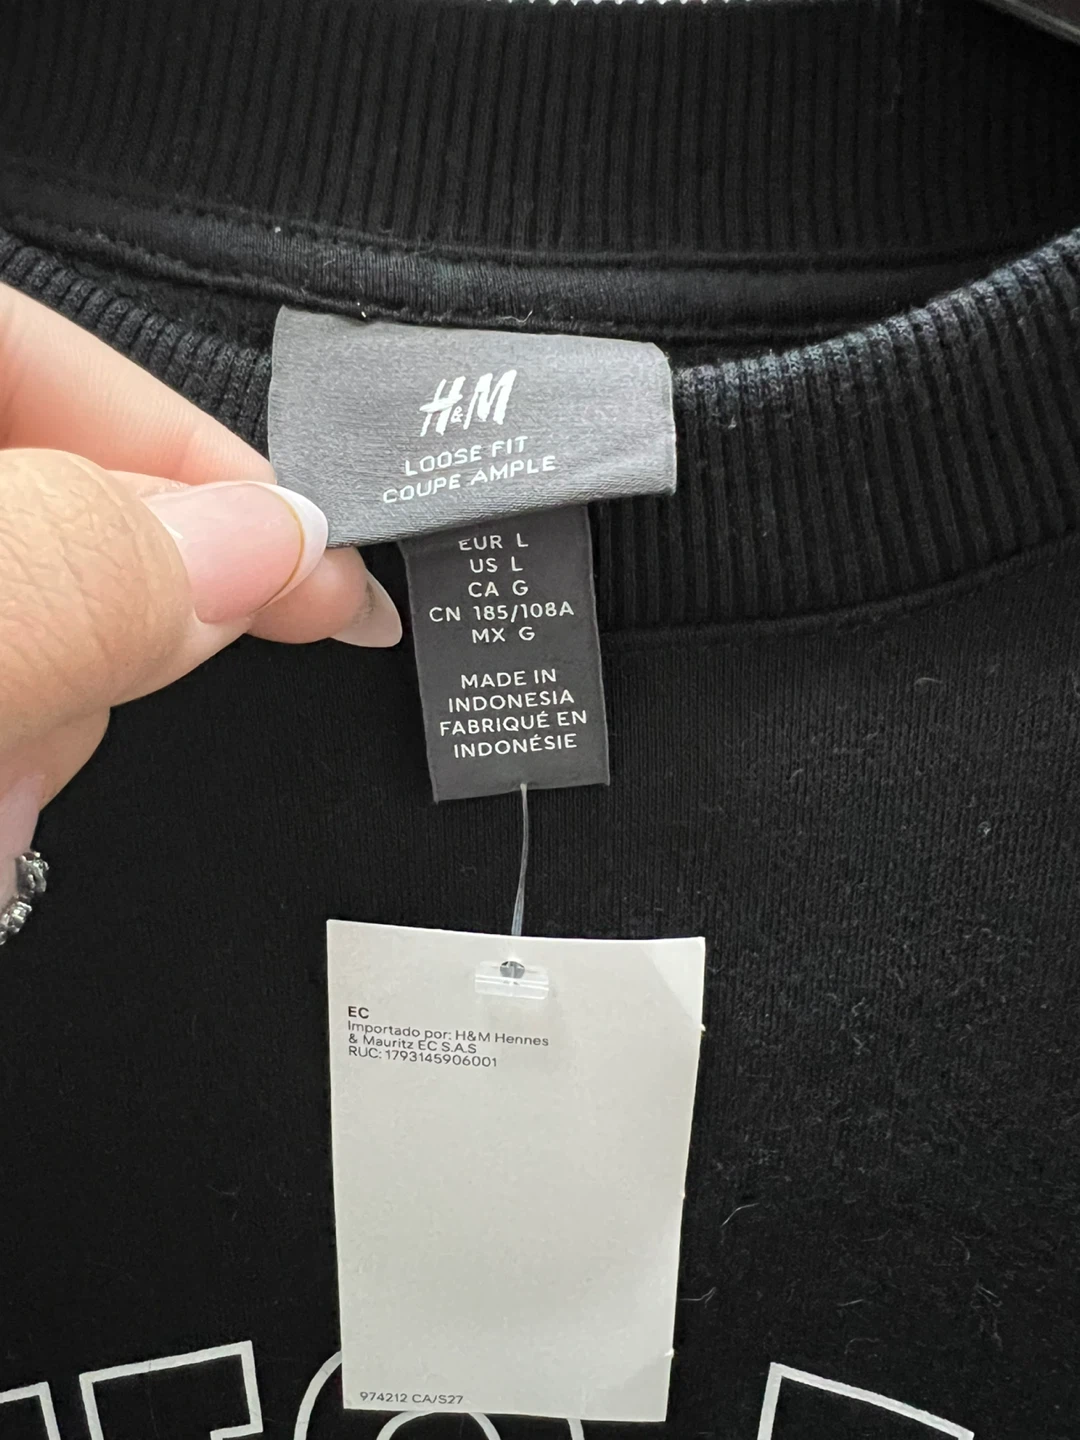 H&M
LOOSE FIT
COUPE AMPLE
EUR L
US L
CA G
CN 185/108A
MX G
MADE IN
INDONESIA
FABRIQUÉ EN
INDONÉSIE
EC
Importado por: H&M Hennes
& Mauritz EC S.A.S
RUC: 1793145906001
974212 CA/S27